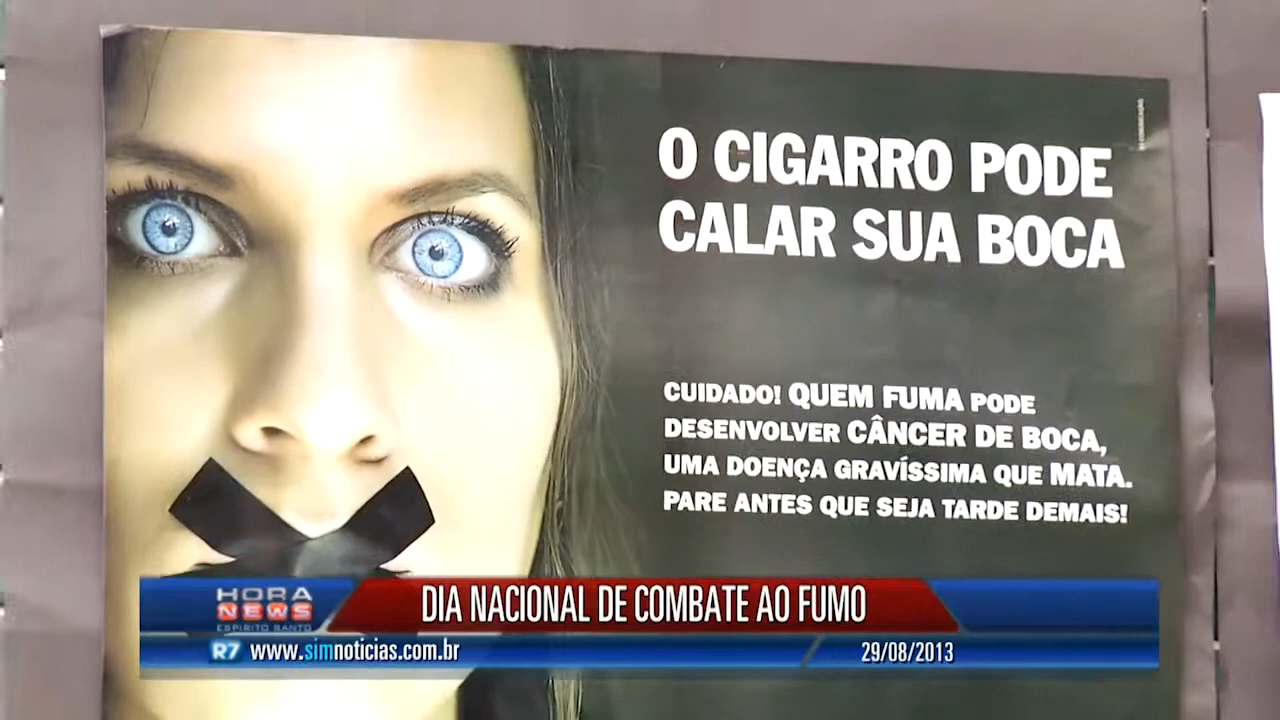 O CIGARRO PODE
CALAR SUA BOCA
CUIDADO! QUEM FUMA PODE
DESENVOLVER CÂNCER DE BOCA,
UMA DOENÇA GRAVÍSSIMA QUE MATA.
PARE ANTES QUE SEJA TARDE DEMAIS!
HORA
NEWS
ESPÍRITO SANTO
DIA NACIONAL DE COMBATE AO FUMO
R7 www.simnoticias.com.br
29/08/2013